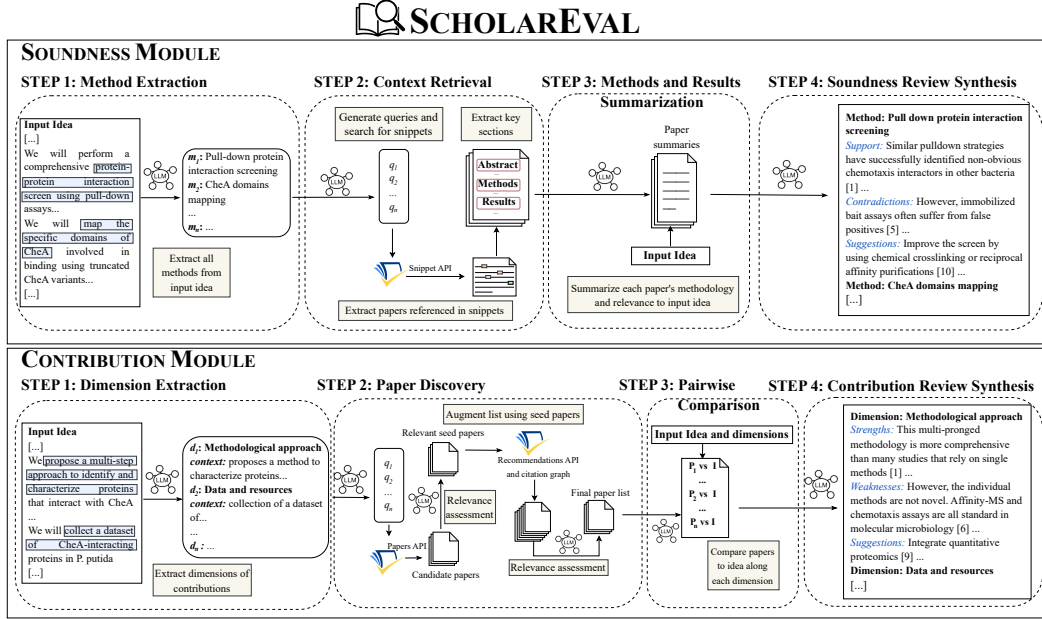 SCHOLAREVAL
SOUNDNESS MODULE
STEP 1: Method Extraction
Input Idea
[...]
We will perform a
comprehensive protein-
protein interaction
screen using pull-down
assays...
We will map the
specific domains of
CheA involved in
binding using truncated
CheA variants...
[...]
LLM
m1: Pull-down protein
interaction screening
m2: CheA domains
mapping
...
mn: ...
Extract all
methods from
input idea
STEP 2: Context Retrieval
Generate queries and
search for snippets
LLM
q1
q2
...
qn
Snippet API
Extract papers referenced in snippets
Extract key
sections
Abstract
...
Methods
...
Results
STEP 3: Methods and Results
Summarization
LLM
Paper
summaries
Input Idea
Summarize each paper's methodology
and relevance to input idea
STEP 4: Soundness Review Synthesis
LLM
Method: Pull down protein interaction
screening
Support: Similar pulldown strategies
have successfully identified non-obvious
chemotaxis interactors in other bacteria
[1] ...
Contradictions: However, immobilized
bait assays often suffer from false
positives [5] ...
Suggestions: Improve the screen by
using chemical crosslinking or reciprocal
affinity purifications [10] ...
Method: CheA domains mapping
[...]
CONTRIBUTION MODULE
STEP 1: Dimension Extraction
Input Idea
[...]
We propose a multi-step
approach to identify and
characterize proteins
that interact with CheA
...
We will collect a dataset
of CheA-interacting
proteins in P. putida
[...]
LLM
d1: Methodological approach
context: proposes a method to
characterize proteins...
d2: Data and resources
context: collection of a dataset
of...
...
dn : ...
Extract dimensions of
contributions
STEP 2: Paper Discovery
LLM
q1
q2
...
qn
Papers API
Candidate papers
LLM
Relevance
assessment
Relevant seed papers
Augment list using seed papers
Recommendations API
and citation graph
LLM
Relevance assessment
Final paper list
STEP 3: Pairwise
Comparison
LLM
Input Idea and dimensions
P1 vs I
...
P2 vs I
...
Pn vs I
Compare papers
to idea along
each dimension
STEP 4: Contribution Review Synthesis
LLM
Dimension: Methodological approach
Strengths: This multi-pronged
methodology is more comprehensive
than many studies that rely on single
methods [1] ...
Weaknesses: However, the individual
methods are not novel. Affinity-MS and
chemotaxis assays are all standard in
molecular microbiology [6] ...
Suggestions: Integrate quantitative
proteomics [9] ...
Dimension: Data and resources
[...]